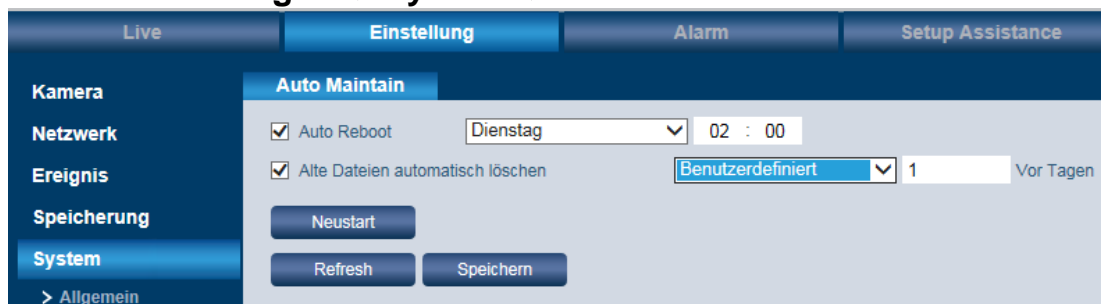 Live Einstellung Alarm Setup Assistance
Kamera
Netzwerk
Ereignis
Speicherung
System
> Allgemein
Auto Maintain
Auto Reboot Dienstag 02 : 00
Alte Dateien automatisch löschen Benutzerdefiniert 1 Vor Tagen
Neustart
Refresh Speichern